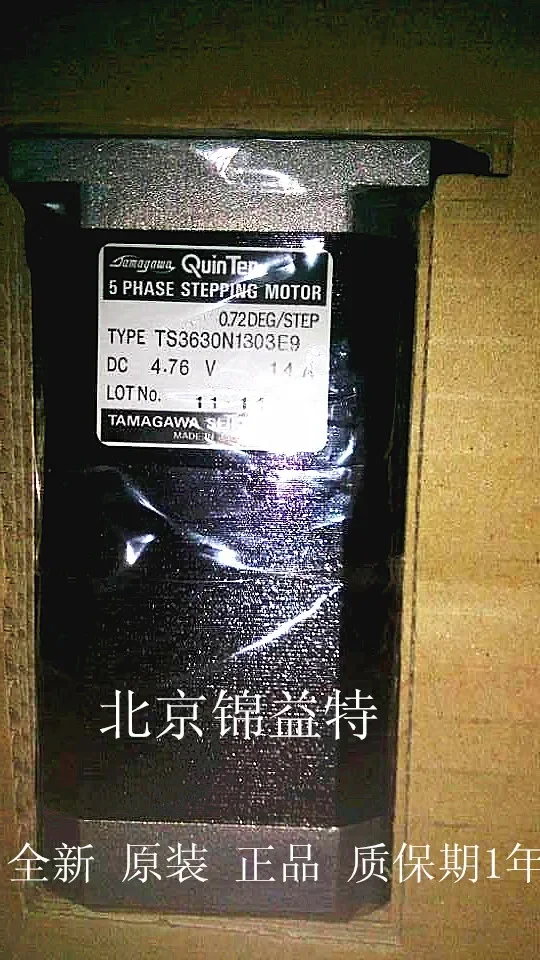 Tamagawa
5 PHASE STEPPING MOTOR
0.72DEG/STEP
TYPE TS3630N1303E9
DC 4.76 V 1.4 A
LOT No.
TAMAGAWA
MADE IN
北京锦益特
全新 原装 正品 质保期1年